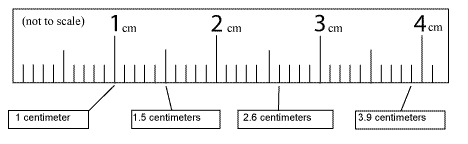 (not to scale) 1 cm 2 cm 3 cm 4 cm
1 centimeter 1.5 centimeters 2.6 centimeters 3.9 centimeters